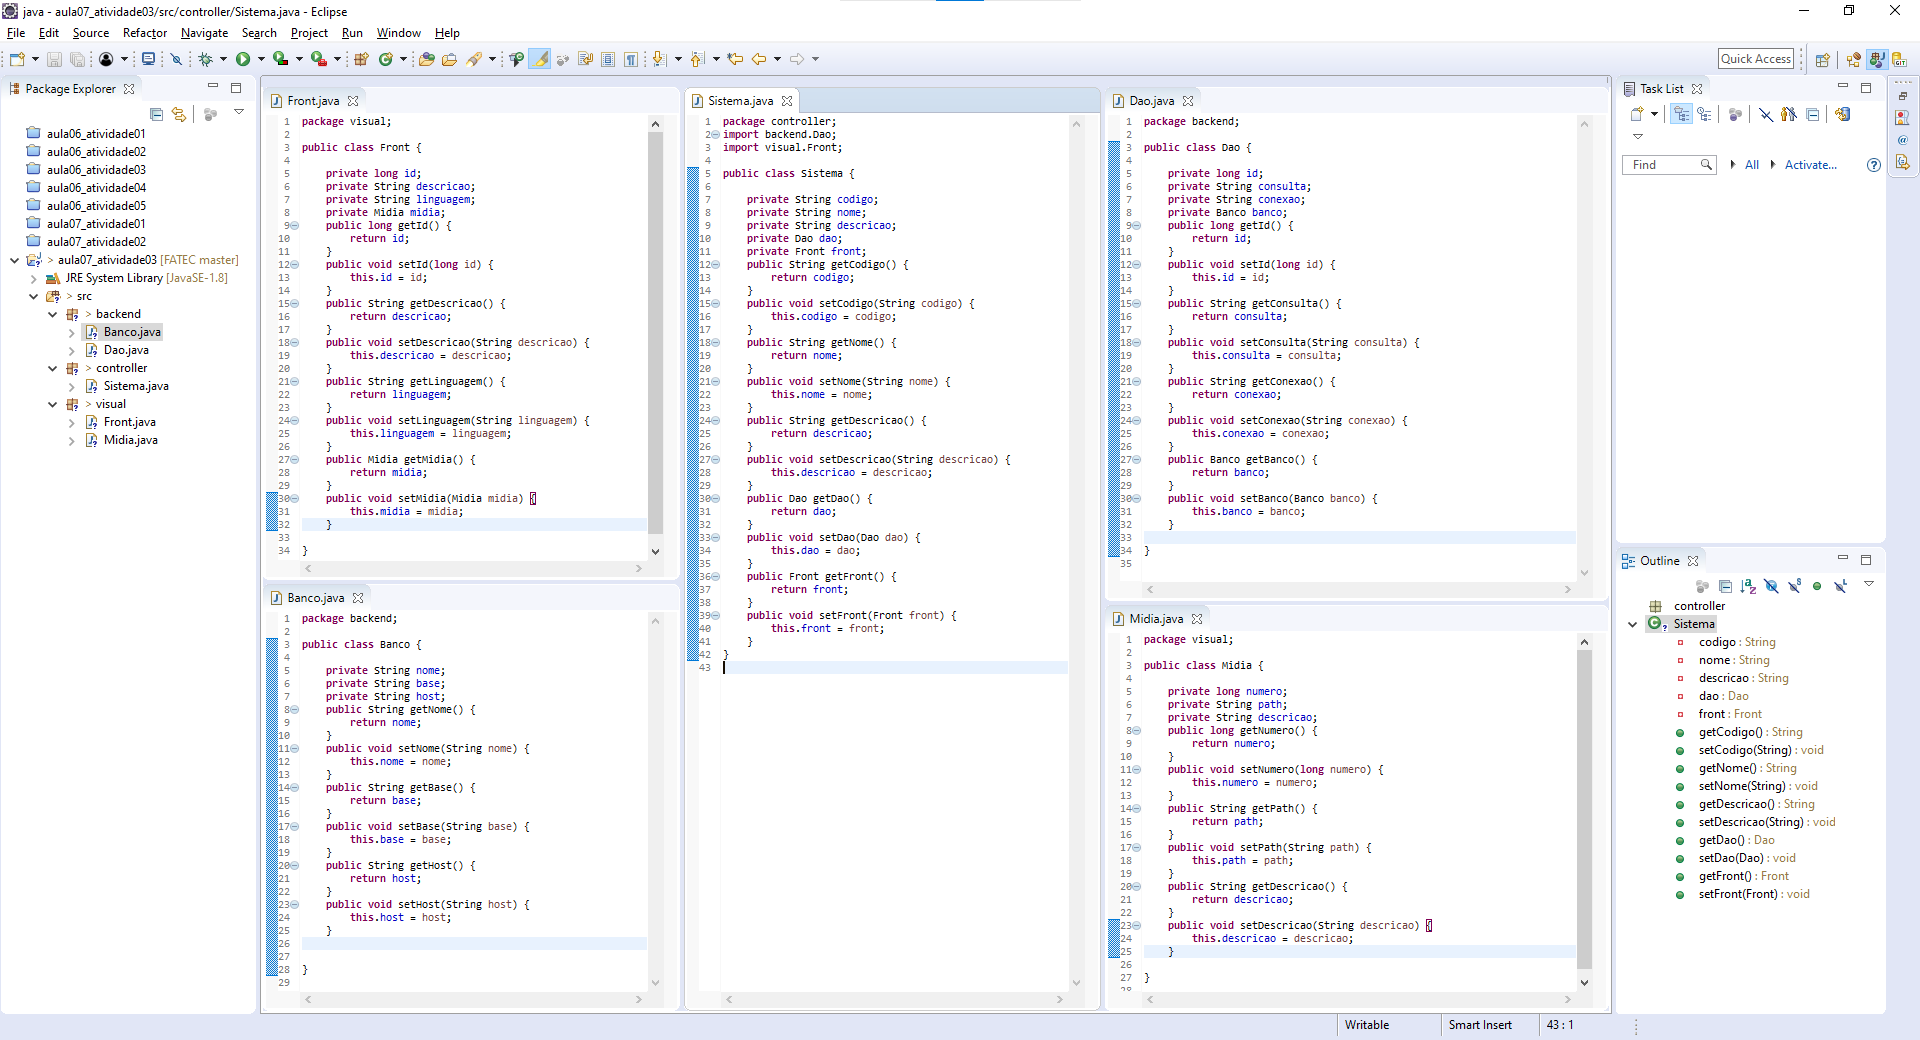 java - aula07_atividade03/src/controller/Sistema.java - Eclipse
File Edit Source Refactor Navigate Search Project Run Window Help
Quick Access
Package Explorer
aula06_atividade01
aula06_atividade02
aula06_atividade03
aula06_atividade04
aula06_atividade05
aula07_atividade01
aula07_atividade02
> aula07_atividade03 [FATEC master]
JRE System Library [JavaSE-1.8]
> src
> backend
Banco.java
Dao.java
> controller
Sistema.java
> visual
Front.java
Midia.java
Front.java
1 package visual;
2
3 public class Front {
4
5 private long id;
6 private String descricao;
7 private String linguagem;
8 private Midia midia;
9 public long getId() {
10 return id;
11 }
12 public void setId(long id) {
13 this.id = id;
14 }
15 public String getDescricao() {
16 return descricao;
17 }
18 public void setDescricao(String descricao) {
19 this.descricao = descricao;
20 }
21 public String getLinguagem() {
22 return linguagem;
23 }
24 public void setLinguagem(String linguagem) {
25 this.linguagem = linguagem;
26 }
27 public Midia getMidia() {
28 return midia;
29 }
30 public void setMidia(Midia midia) {
31 this.midia = midia;
32 }
33
34 }
Banco.java
1 package backend;
2
3 public class Banco {
4
5 private String nome;
6 private String base;
7 private String host;
8 public String getNome() {
9 return nome;
10 }
11 public void setNome(String nome) {
12 this.nome = nome;
13 }
14 public String getBase() {
15 return base;
16 }
17 public void setBase(String base) {
18 this.base = base;
19 }
20 public String getHost() {
21 return host;
22 }
23 public void setHost(String host) {
24 this.host = host;
25 }
26
27
28 }
29
Sistema.java
1 package controller;
2 import backend.Dao;
3 import visual.Front;
4
5 public class Sistema {
6
7 private String codigo;
8 private String nome;
9 private String descricao;
10 private Dao dao;
11 private Front front;
12 public String getCodigo() {
13 return codigo;
14 }
15 public void setCodigo(String codigo) {
16 this.codigo = codigo;
17 }
18 public String getNome() {
19 return nome;
20 }
21 public void setNome(String nome) {
22 this.nome = nome;
23 }
24 public String getDescricao() {
25 return descricao;
26 }
27 public void setDescricao(String descricao) {
28 this.descricao = descricao;
29 }
30 public Dao getDao() {
31 return dao;
32 }
33 public void setDao(Dao dao) {
34 this.dao = dao;
35 }
36 public Front getFront() {
37 return front;
38 }
39 public void setFront(Front front) {
40 this.front = front;
41 }
42 }
43
Dao.java
1 package backend;
2
3 public class Dao {
4
5 private long id;
6 private String consulta;
7 private String conexao;
8 private Banco banco;
9 public long getId() {
10 return id;
11 }
12 public void setId(long id) {
13 this.id = id;
14 }
15 public String getConsulta() {
16 return consulta;
17 }
18 public void setConsulta(String consulta) {
19 this.consulta = consulta;
20 }
21 public String getConexao() {
22 return conexao;
23 }
24 public void setConexao(String conexao) {
25 this.conexao = conexao;
26 }
27 public Banco getBanco() {
28 return banco;
29 }
30 public void setBanco(Banco banco) {
31 this.banco = banco;
32 }
33
34 }
35
Midia.java
1 package visual;
2
3 public class Midia {
4
5 private long numero;
6 private String path;
7 private String descricao;
8 public long getNumero() {
9 return numero;
10 }
11 public void setNumero(long numero) {
12 this.numero = numero;
13 }
14 public String getPath() {
15 return path;
16 }
17 public void setPath(String path) {
18 this.path = path;
19 }
20 public String getDescricao() {
21 return descricao;
22 }
23 public void setDescricao(String descricao) {
24 this.descricao = descricao;
25 }
26
27 }
28
Task List
Find All Activate...
Outline
controller
Sistema
codigo : String
nome : String
descricao : String
dao : Dao
front : Front
getCodigo() : String
setCodigo(String) : void
getNome() : String
setNome(String) : void
getDescricao() : String
setDescricao(String) : void
getDao() : Dao
setDao(Dao) : void
getFront() : Front
setFront(Front) : void
Writable Smart Insert 43 : 1